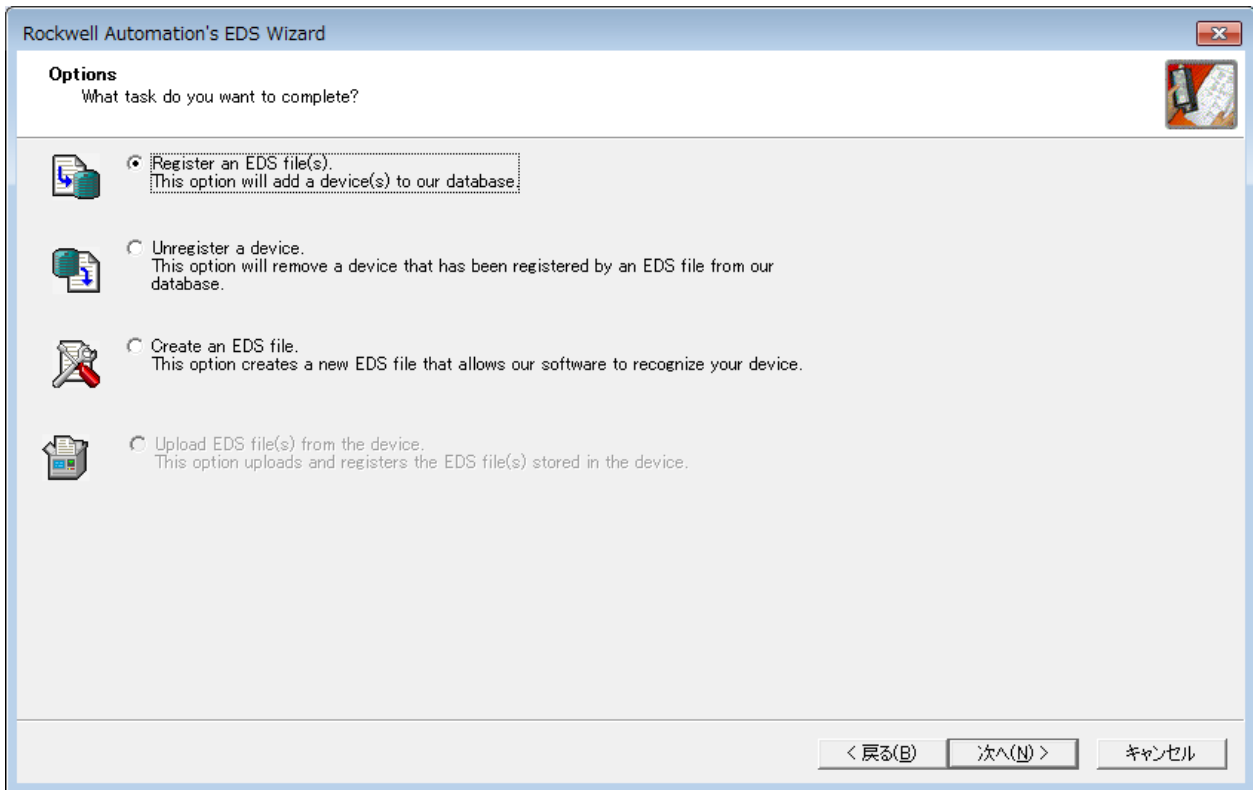 Rockwell Automation's EDS Wizard
Options
What task do you want to complete?
Register an EDS file(s).
This option will add a device(s) to our database.
Unregister a device.
This option will remove a device that has been registered by an EDS file from our
database.
Create an EDS file.
This option creates a new EDS file that allows our software to recognize your device.
Upload EDS file(s) from the device.
This option uploads and registers the EDS file(s) stored in the device.
< 戻る(B) 次へ(N) > キャンセル